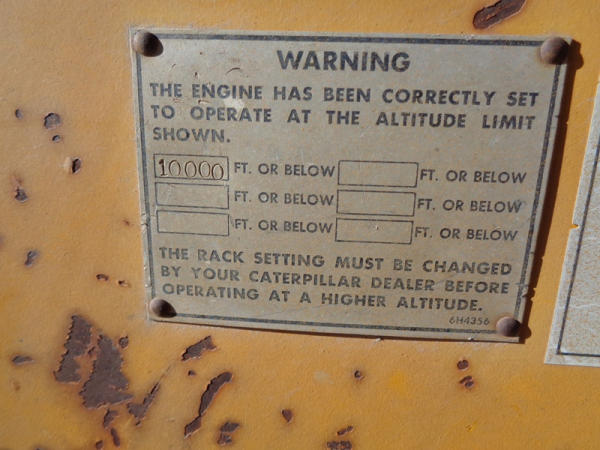 WARNING
THE ENGINE HAS BEEN CORRECTLY SET
TO OPERATE AT THE ALTITUDE LIMIT
SHOWN.
10000 FT. OR BELOW FT. OR BELOW
FT. OR BELOW FT. OR BELOW
FT. OR BELOW FT. OR BELOW
THE RACK SETTING MUST BE CHANGED
BY YOUR CATERPILLAR DEALER BEFORE
OPERATING AT A HIGHER ALTITUDE.
6H4356